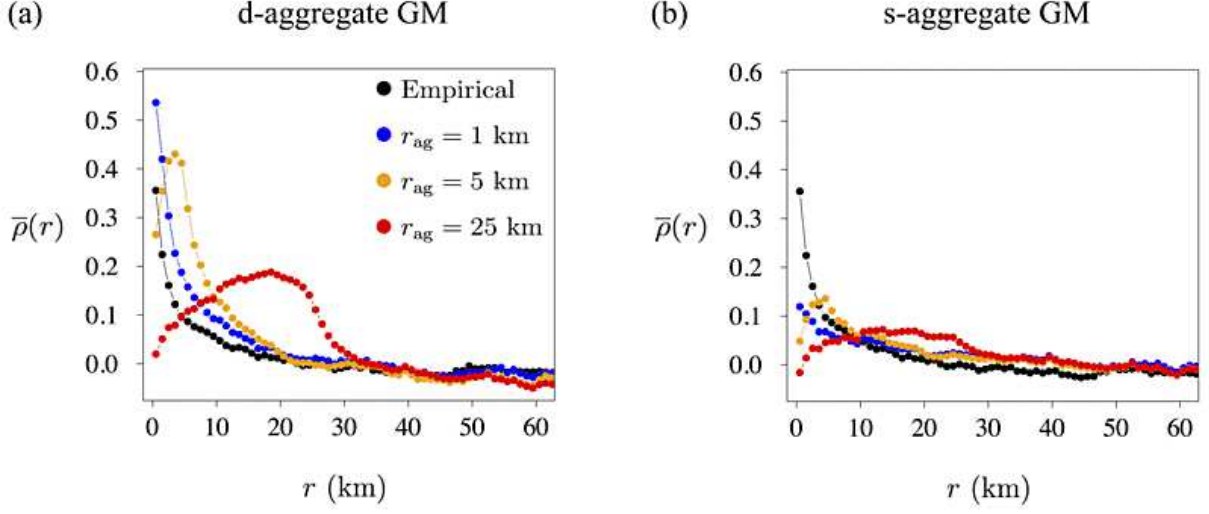 (a) d-aggregate GM
0.6
0.5
0.4
0.3
0.2
0.1
0.0
ρ̅(r)
Empirical
r_ag = 1 km
r_ag = 5 km
r_ag = 25 km
0 10 20 30 40 50 60
r (km)
(b) s-aggregate GM
0.6
0.5
0.4
0.3
0.2
0.1
0.0
ρ̅(r)
0 10 20 30 40 50 60
r (km)